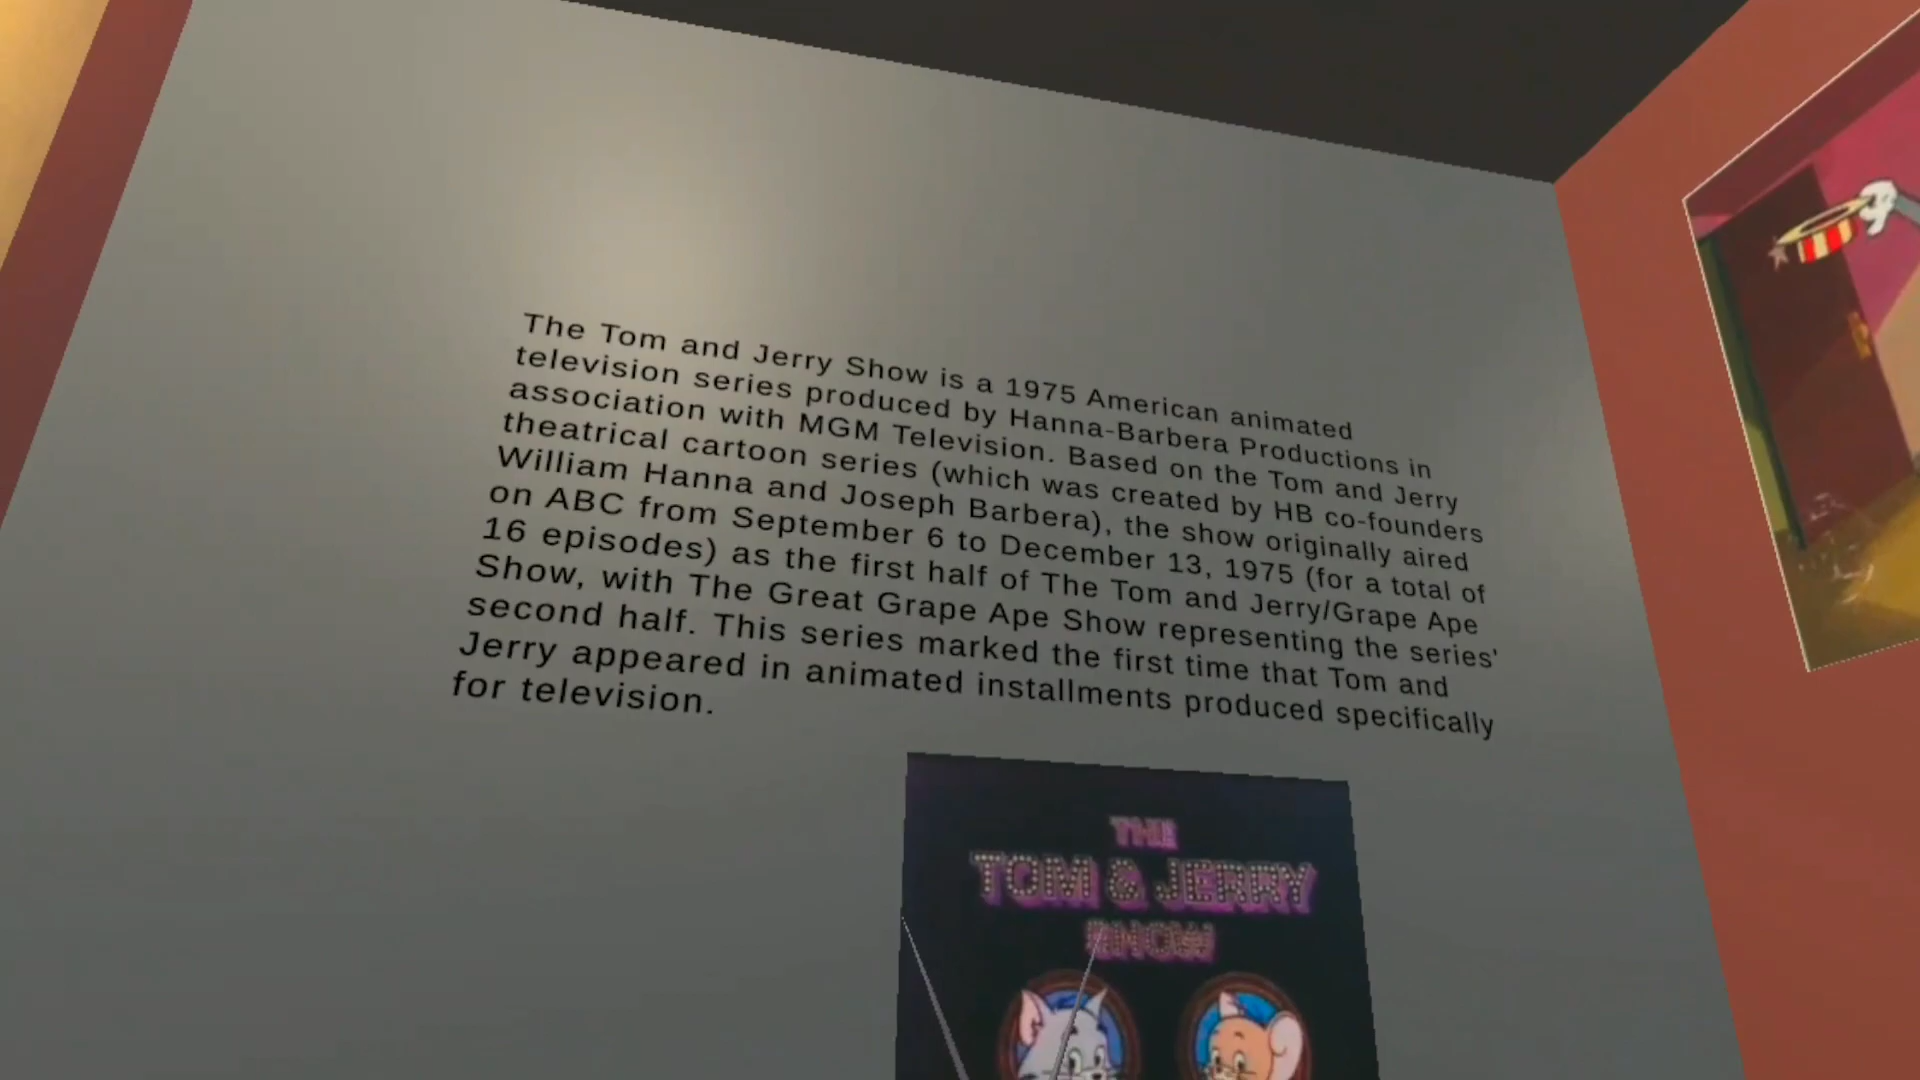 The Tom and Jerry Show is a 1975 American animated
television series produced by Hanna-Barbera Productions in
association with MGM Television. Based on the Tom and Jerry
theatrical cartoon series (which was created by HB co-founders
William Hanna and Joseph Barbera), the show originally aired
on ABC from September 6 to December 13, 1975 (for a total of
16 episodes) as the first half of The Tom and Jerry/Grape Ape
Show, with The Great Grape Ape Show representing the series'
second half. This series marked the first time that Tom and
Jerry appeared in animated installments produced specifically
for television.
THE
TOM & JERRY
SHOW